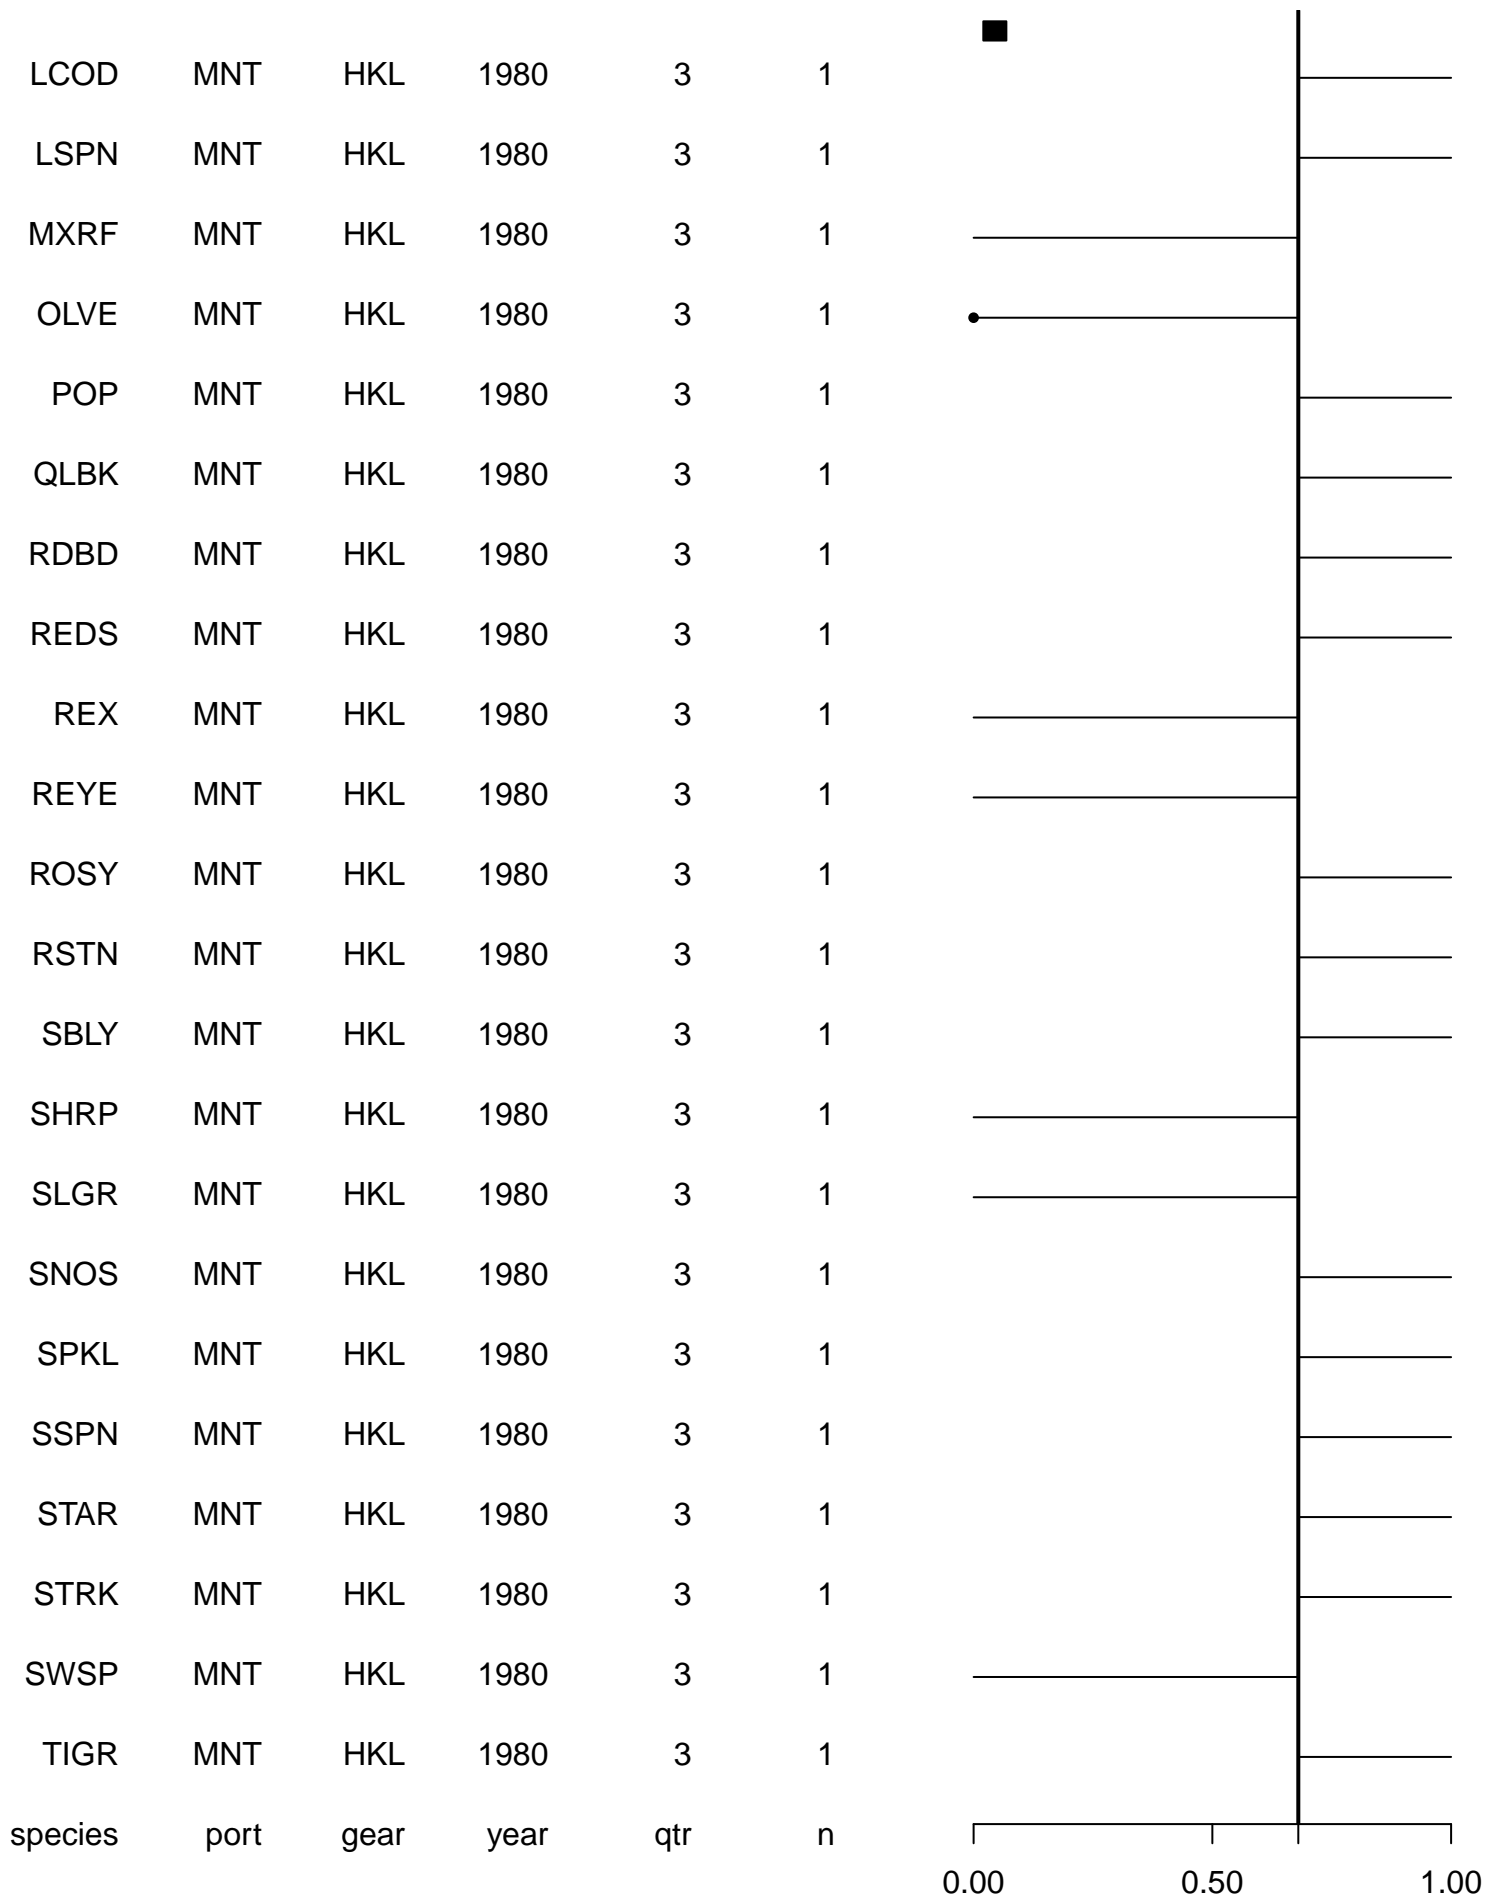 LCOD MNT HKL 1980 3 1
LSPN MNT HKL 1980 3 1
MXRF MNT HKL 1980 3 1
OLVE MNT HKL 1980 3 1
POP MNT HKL 1980 3 1
QLBK MNT HKL 1980 3 1
RDBD MNT HKL 1980 3 1
REDS MNT HKL 1980 3 1
REX MNT HKL 1980 3 1
REYE MNT HKL 1980 3 1
ROSY MNT HKL 1980 3 1
RSTN MNT HKL 1980 3 1
SBLY MNT HKL 1980 3 1
SHRP MNT HKL 1980 3 1
SLGR MNT HKL 1980 3 1
SNOS MNT HKL 1980 3 1
SPKL MNT HKL 1980 3 1
SSPN MNT HKL 1980 3 1
STAR MNT HKL 1980 3 1
STRK MNT HKL 1980 3 1
SWSP MNT HKL 1980 3 1
TIGR MNT HKL 1980 3 1
species port gear year qtr n
0.00 0.50 1.00